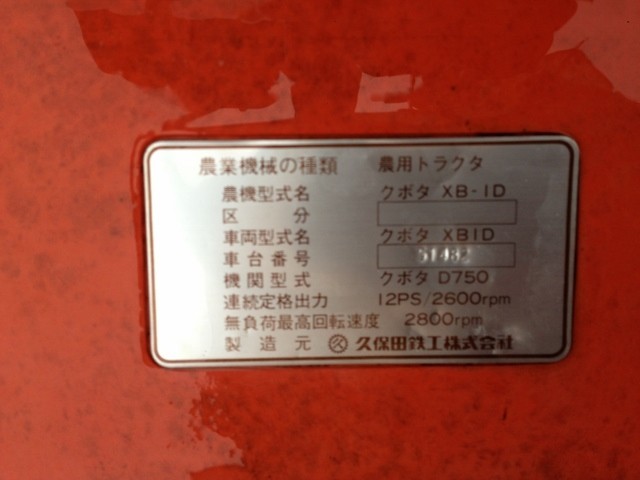 農業機械の種類 農用トラクタ
農機型式名 クボタ XB-1D
区分
車両型式名 クボタ XB1D
車台番号 51482
機関型式 クボタ D750
連続定格出力 12PS/2600rpm
無負荷最高回転速度 2800rpm
製造元 久 久保田鉄工株式会社